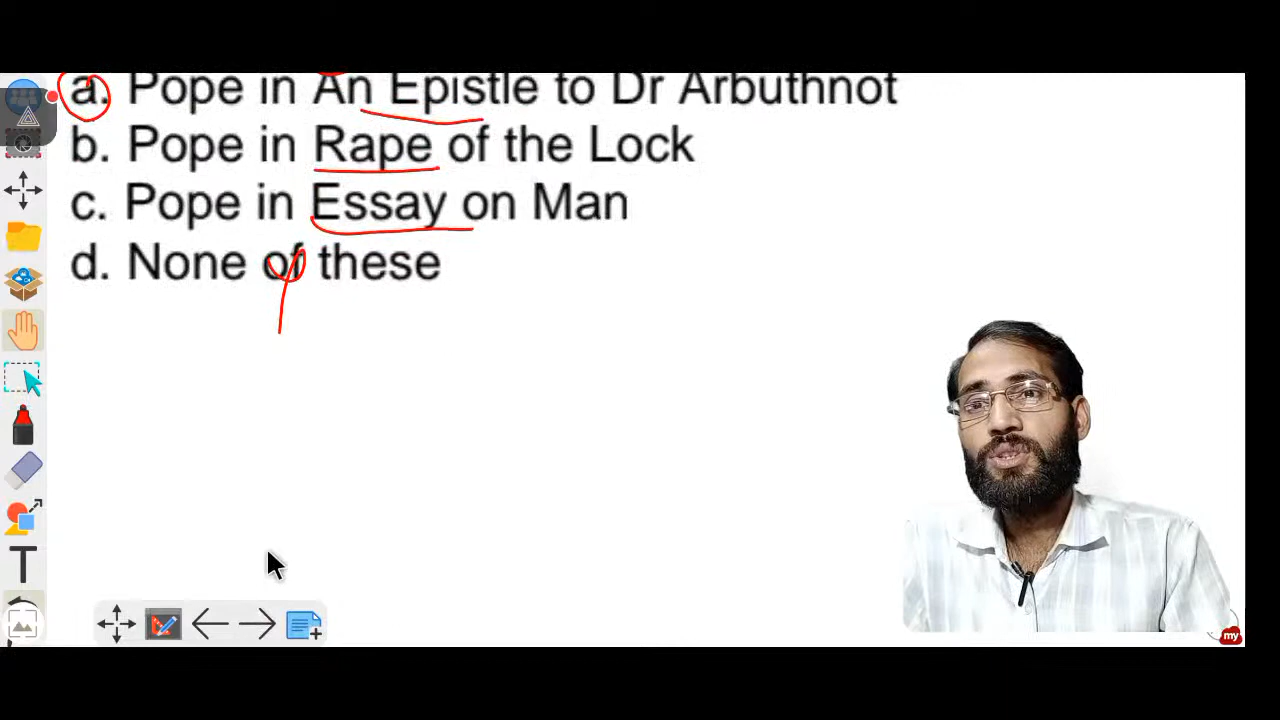 a. Pope in An Epistle to Dr Arbuthnot
b. Pope in Rape of the Lock
c. Pope in Essay on Man
d. None of these
T
my